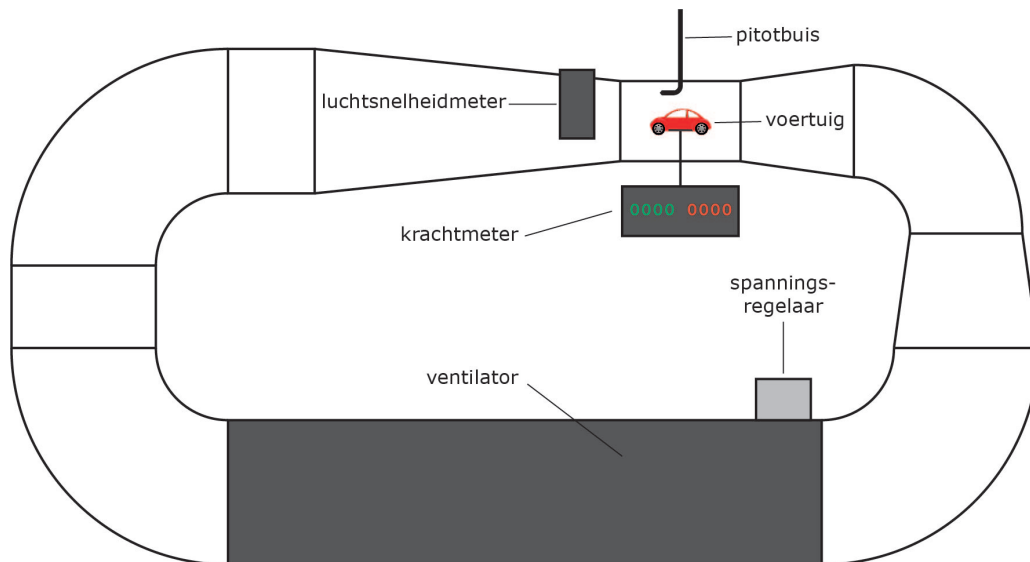 pitotbuis
luchtsnelheidmeter
voertuig
0000 0000
krachtmeter
spannings-
regelaar
ventilator